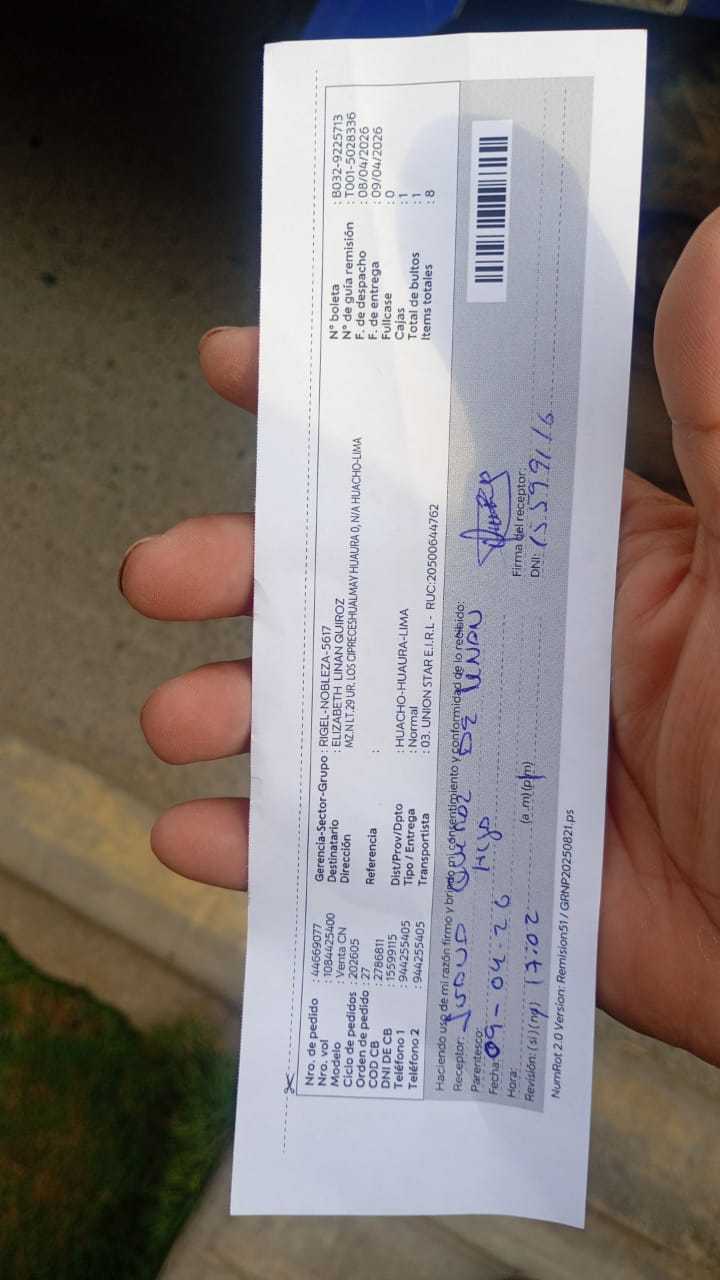 Nro. de pedido : 44669077
Nro. vol : 1084425400
Modelo : Venta CN
Ciclo de pedidos : 202605
Orden de pedido : 27
COD CB : 2786811
DNI DE CB : 15599115
Teléfono 1 : 944255405
Teléfono 2 : 944255405
Gerencia-Sector-Grupo : RIGEL-NOBLEZA-5617
Destinatario : ELIZABETH LINAN QUIROZ
Dirección MZ.N LT.29 UR. LOS CIPRECESHUALMAY HUAURA 0, N/A HUACHO-LIMA
Referencia :
Dist/Prov/Dpto : HUACHO-HUAURA-LIMA
Tipo / Entrega : Normal
Transportista : 03. UNION STAR E.I.R.L - RUC:20500644762
N° boleta : B032-9225713
N° de guía remisión : T001-5028336
F. de despacho : 08/04/2026
F. de entrega : 09/04/2026
Fullcase : 0
Cajas : 1
Total de bultos : 1
Items totales : 8
Haciendo uso de mi razón firmo y brindo mi consentimiento y conformidad de lo recibido:
Receptor: QUIROZ DE
Parentesco: Hijo
Fecha: 09-04-26
Hora: 17:02 (a.m)(p.m)
Revisión: (si)(no)
Firma del receptor:
DNI: 15599116
NumRot 2.0 Version: Remision51 / GRNP20250821.ps